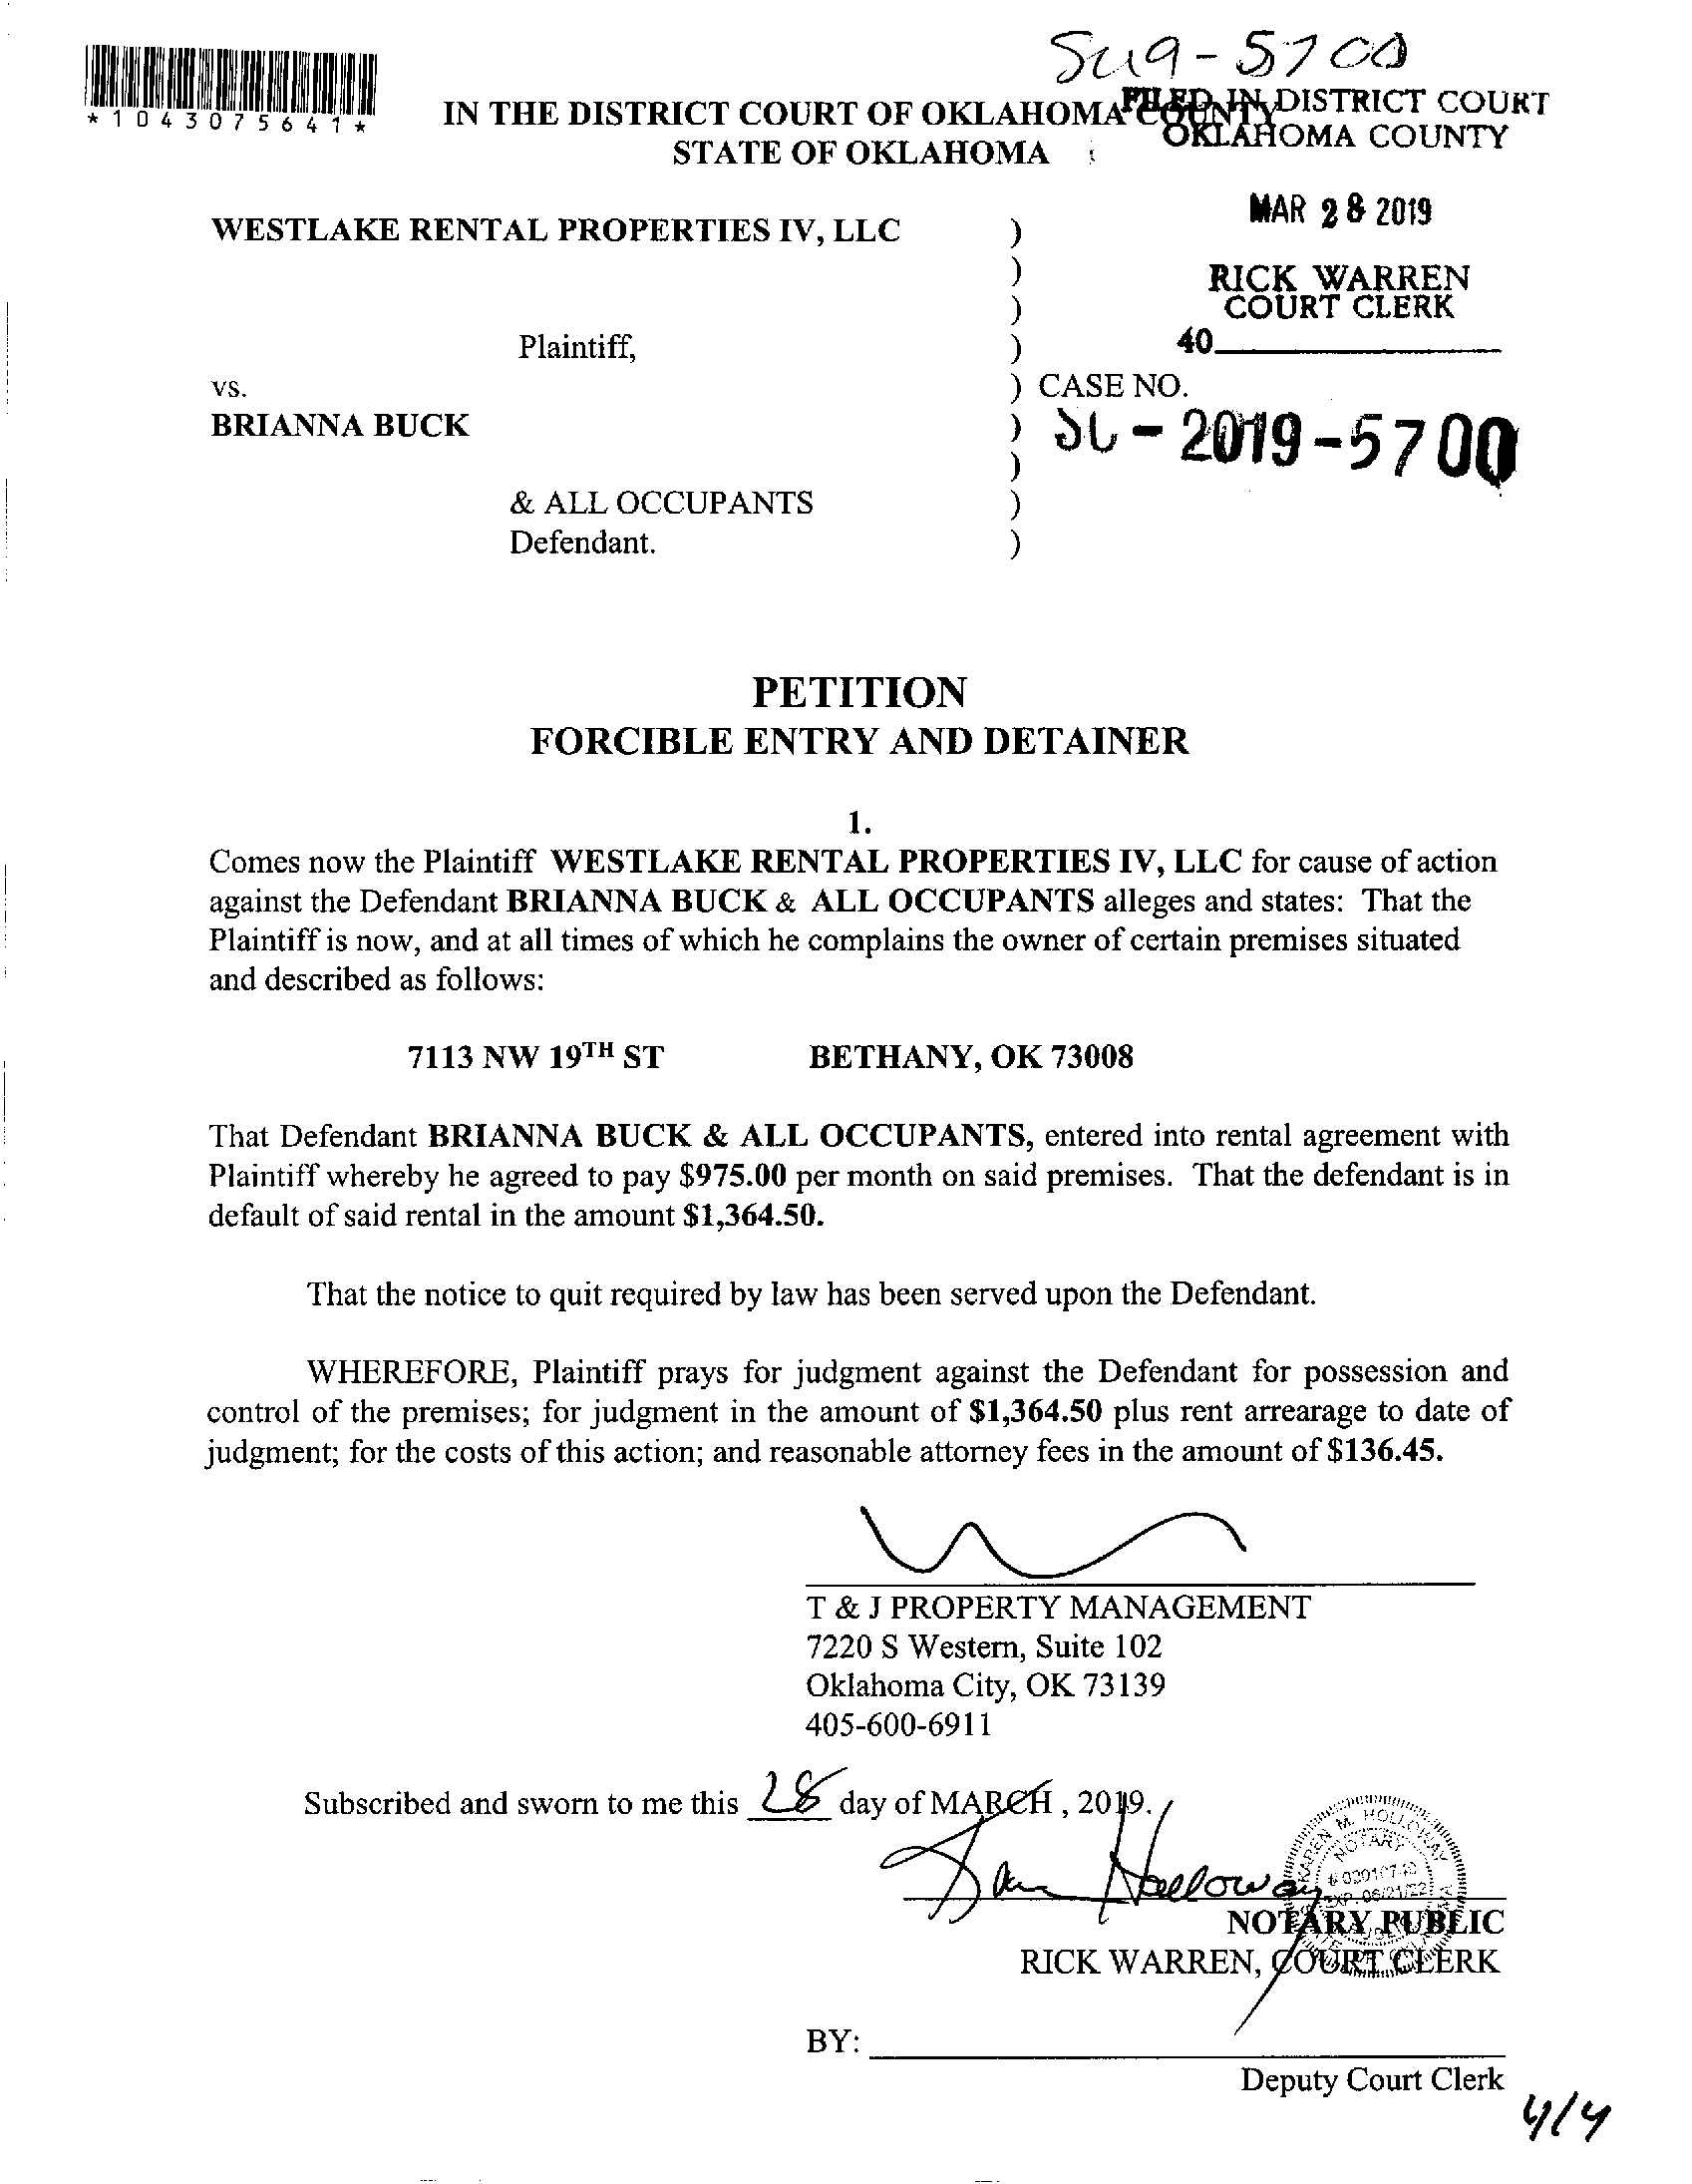 SC19-5700
*1043075641*
IN THE DISTRICT COURT OF OKLAHOMA COUNTY
STATE OF OKLAHOMA
FILED IN DISTRICT COURT
OKLAHOMA COUNTY
MAR 28 2019
RICK WARREN
COURT CLERK
40
WESTLAKE RENTAL PROPERTIES IV, LLC )
)
)
Plaintiff, )
vs. ) CASE NO.
BRIANNA BUCK ) SC-2019-5700
)
& ALL OCCUPANTS )
Defendant. )
PETITION
FORCIBLE ENTRY AND DETAINER
1.
Comes now the Plaintiff WESTLAKE RENTAL PROPERTIES IV, LLC for cause of action
against the Defendant BRIANNA BUCK & ALL OCCUPANTS alleges and states: That the
Plaintiff is now, and at all times of which he complains the owner of certain premises situated
and described as follows:
7113 NW 19TH ST BETHANY, OK 73008
That Defendant BRIANNA BUCK & ALL OCCUPANTS, entered into rental agreement with
Plaintiff whereby he agreed to pay $975.00 per month on said premises. That the defendant is in
default of said rental in the amount $1,364.50.
That the notice to quit required by law has been served upon the Defendant.
WHEREFORE, Plaintiff prays for judgment against the Defendant for possession and
control of the premises; for judgment in the amount of $1,364.50 plus rent arrearage to date of
judgment; for the costs of this action; and reasonable attorney fees in the amount of $136.45.
T & J PROPERTY MANAGEMENT
7220 S Western, Suite 102
Oklahoma City, OK 73139
405-600-6911
Subscribed and sworn to me this 28 day of MARCH , 2019.
Holloway
KAREN M. HOLLOWAY
NOTARY
EXP. 06/21/22
NOTARY PUBLIC
RICK WARREN, COURT CLERK
BY:
Deputy Court Clerk
4/4